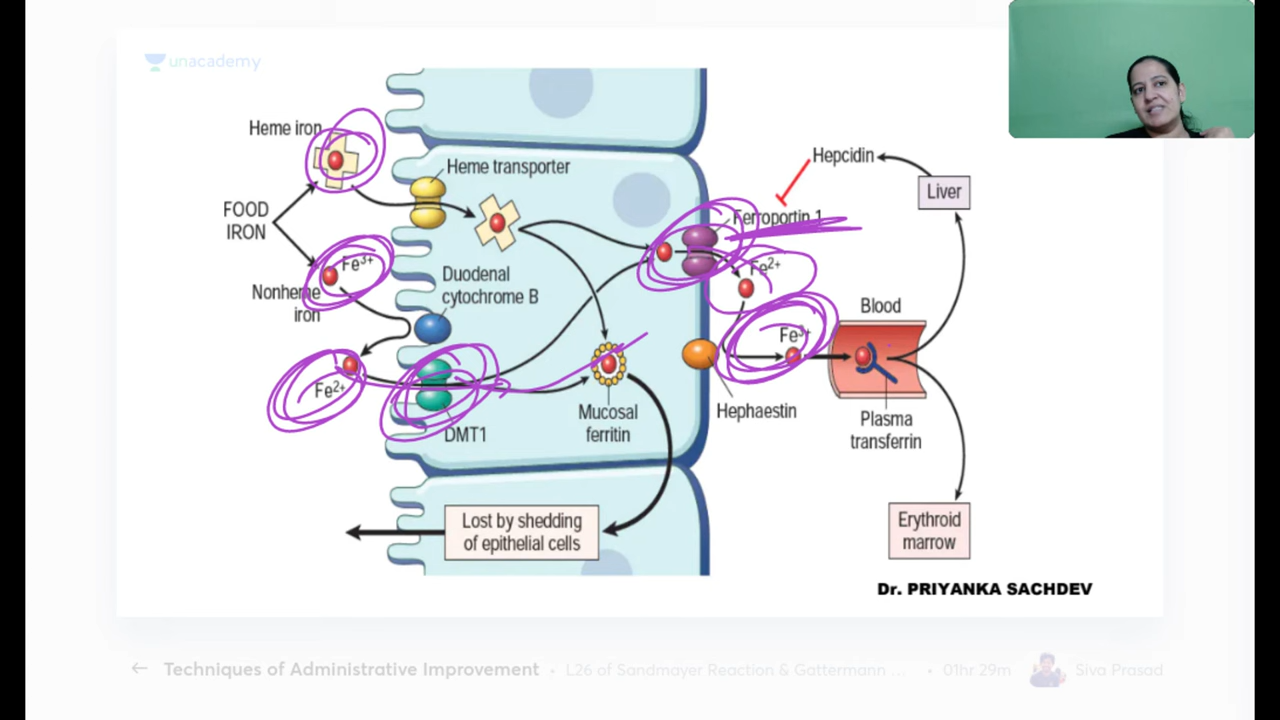 unacademy
Heme iron
Heme transporter
Hepcidin
Liver
FOOD
IRON
Ferroportin 1
Fe3+
Fe2+
Nonheme
iron
Duodenal
cytochrome B
Blood
Fe3+
Fe2+
DMT1
Mucosal
ferritin
Hephaestin
Plasma
transferrin
Lost by shedding
of epithelial cells
Erythroid
marrow
Dr. PRIYANKA SACHDEV
← Techniques of Administrative Improvement • L26 of Sandmayer Reaction & Gattermann ... • 01hr 29m Siva Prasad